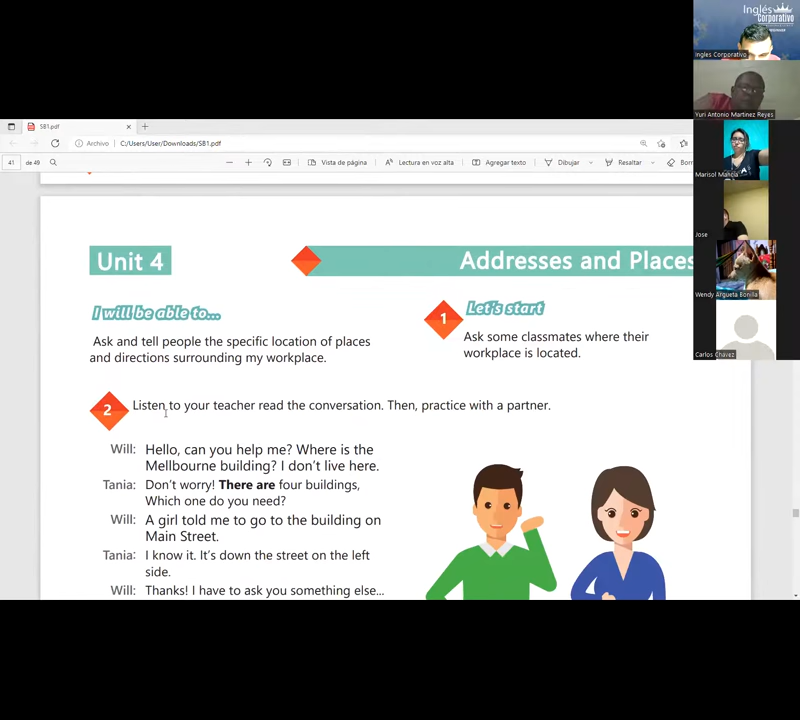 Inglés
Corporativo
Ingles Corporativo
Yuri Antonio Martinez Reyes
Marisol Mancia
Jose
Wendy Argueta Bonilla
Carlos Chavez
SB1.pdf
Archivo
C:/Users/User/Downloads/SB1.pdf
41 de 49
Vista de página
Lectura en voz alta
Agregar texto
Dibujar
Resaltar
Borr
Unit 4
Addresses and Places
I will be able to...
Ask and tell people the specific location of places
and directions surrounding my workplace.
1
Let's start
Ask some classmates where their
workplace is located.
2
Listen to your teacher read the conversation. Then, practice with a partner.
Will: Hello, can you help me? Where is the
Mellbourne building? I don't live here.
Tania: Don't worry! There are four buildings,
Which one do you need?
Will: A girl told me to go to the building on
Main Street.
Tania: I know it. It's down the street on the left
side.
Will: Thanks! I have to ask you something else...